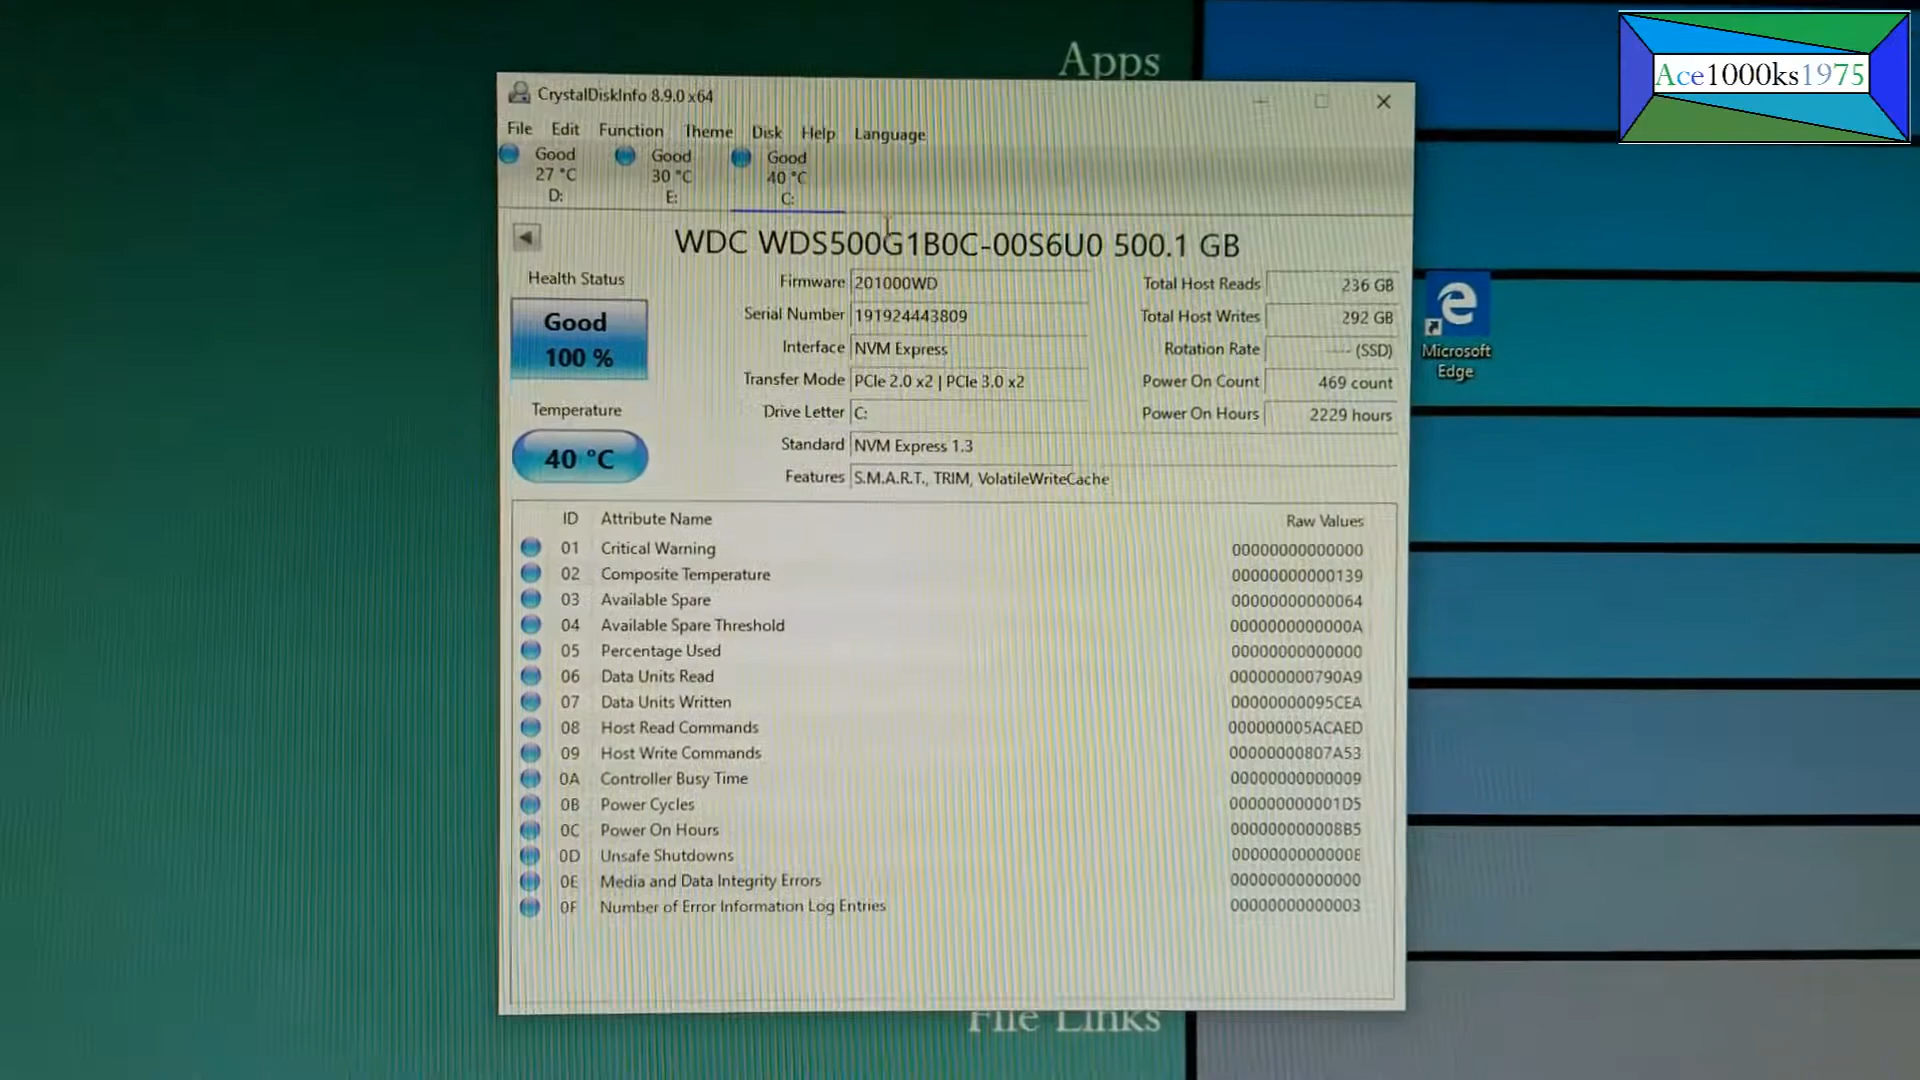 Apps
Ace1000ks1975
CrystalDiskInfo 8.9.0 x64
File Edit Function Theme Disk Help Language
Good Good Good
27 °C 30 °C 40 °C
D: E: C:
WDC WDS500G1B0C-00S6U0 500.1 GB
Health Status
Good
100 %
Temperature
40 °C
Firmware 201000WD
Serial Number 191924443809
Interface NVM Express
Transfer Mode PCIe 2.0 x2 | PCIe 3.0 x2
Drive Letter C:
Standard NVM Express 1.3
Features S.M.A.R.T., TRIM, VolatileWriteCache
Total Host Reads 236 GB
Total Host Writes 292 GB
Rotation Rate ---- (SSD)
Power On Count 469 count
Power On Hours 2229 hours
Microsoft
Edge
ID Attribute Name Raw Values
01 Critical Warning 00000000000000
02 Composite Temperature 00000000000139
03 Available Spare 00000000000064
04 Available Spare Threshold 0000000000000A
05 Percentage Used 00000000000000
06 Data Units Read 000000000790A9
07 Data Units Written 00000000095CEA
08 Host Read Commands 000000005ACAED
09 Host Write Commands 00000000807A53
0A Controller Busy Time 00000000000009
0B Power Cycles 000000000001D5
0C Power On Hours 000000000008B5
0D Unsafe Shutdowns 0000000000000E
0E Media and Data Integrity Errors 00000000000000
0F Number of Error Information Log Entries 00000000000003
File Links